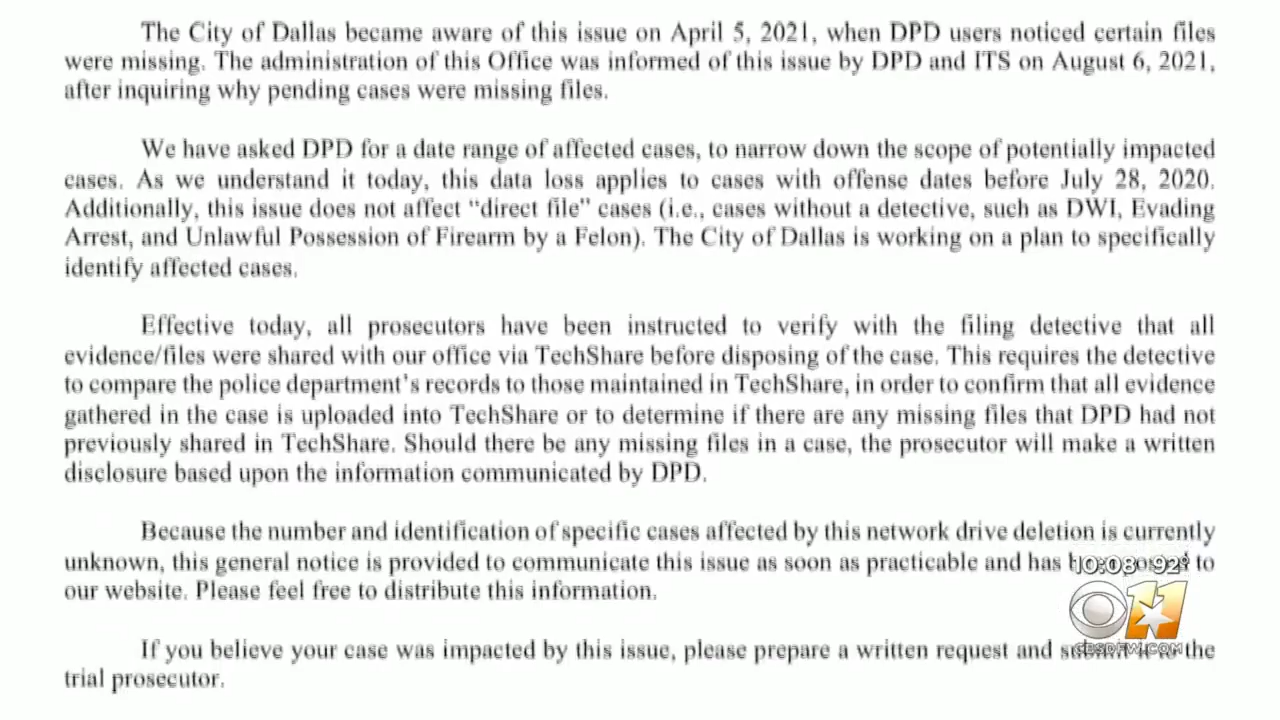 The City of Dallas became aware of this issue on April 5, 2021, when DPD users noticed certain files
were missing. The administration of this Office was informed of this issue by DPD and ITS on August 6, 2021,
after inquiring why pending cases were missing files.
We have asked DPD for a date range of affected cases, to narrow down the scope of potentially impacted
cases. As we understand it today, this data loss applies to cases with offense dates before July 28, 2020.
Additionally, this issue does not affect “direct file” cases (i.e., cases without a detective, such as DWI, Evading
Arrest, and Unlawful Possession of Firearm by a Felon). The City of Dallas is working on a plan to specifically
identify affected cases.
Effective today, all prosecutors have been instructed to verify with the filing detective that all
evidence/files were shared with our office via TechShare before disposing of the case. This requires the detective
to compare the police department's records to those maintained in TechShare, in order to confirm that all evidence
gathered in the case is uploaded into TechShare or to determine if there are any missing files that DPD had not
previously shared in TechShare. Should there be any missing files in a case, the prosecutor will make a written
disclosure based upon the information communicated by DPD.
Because the number and identification of specific cases affected by this network drive deletion is currently
unknown, this general notice is provided to communicate this issue as soon as practicable and has to
10:08 92°
our website. Please feel free to distribute this information.
11
If you believe your case was impacted by this issue, please prepare a written request and the
CBSDFW.COM
trial prosecutor.